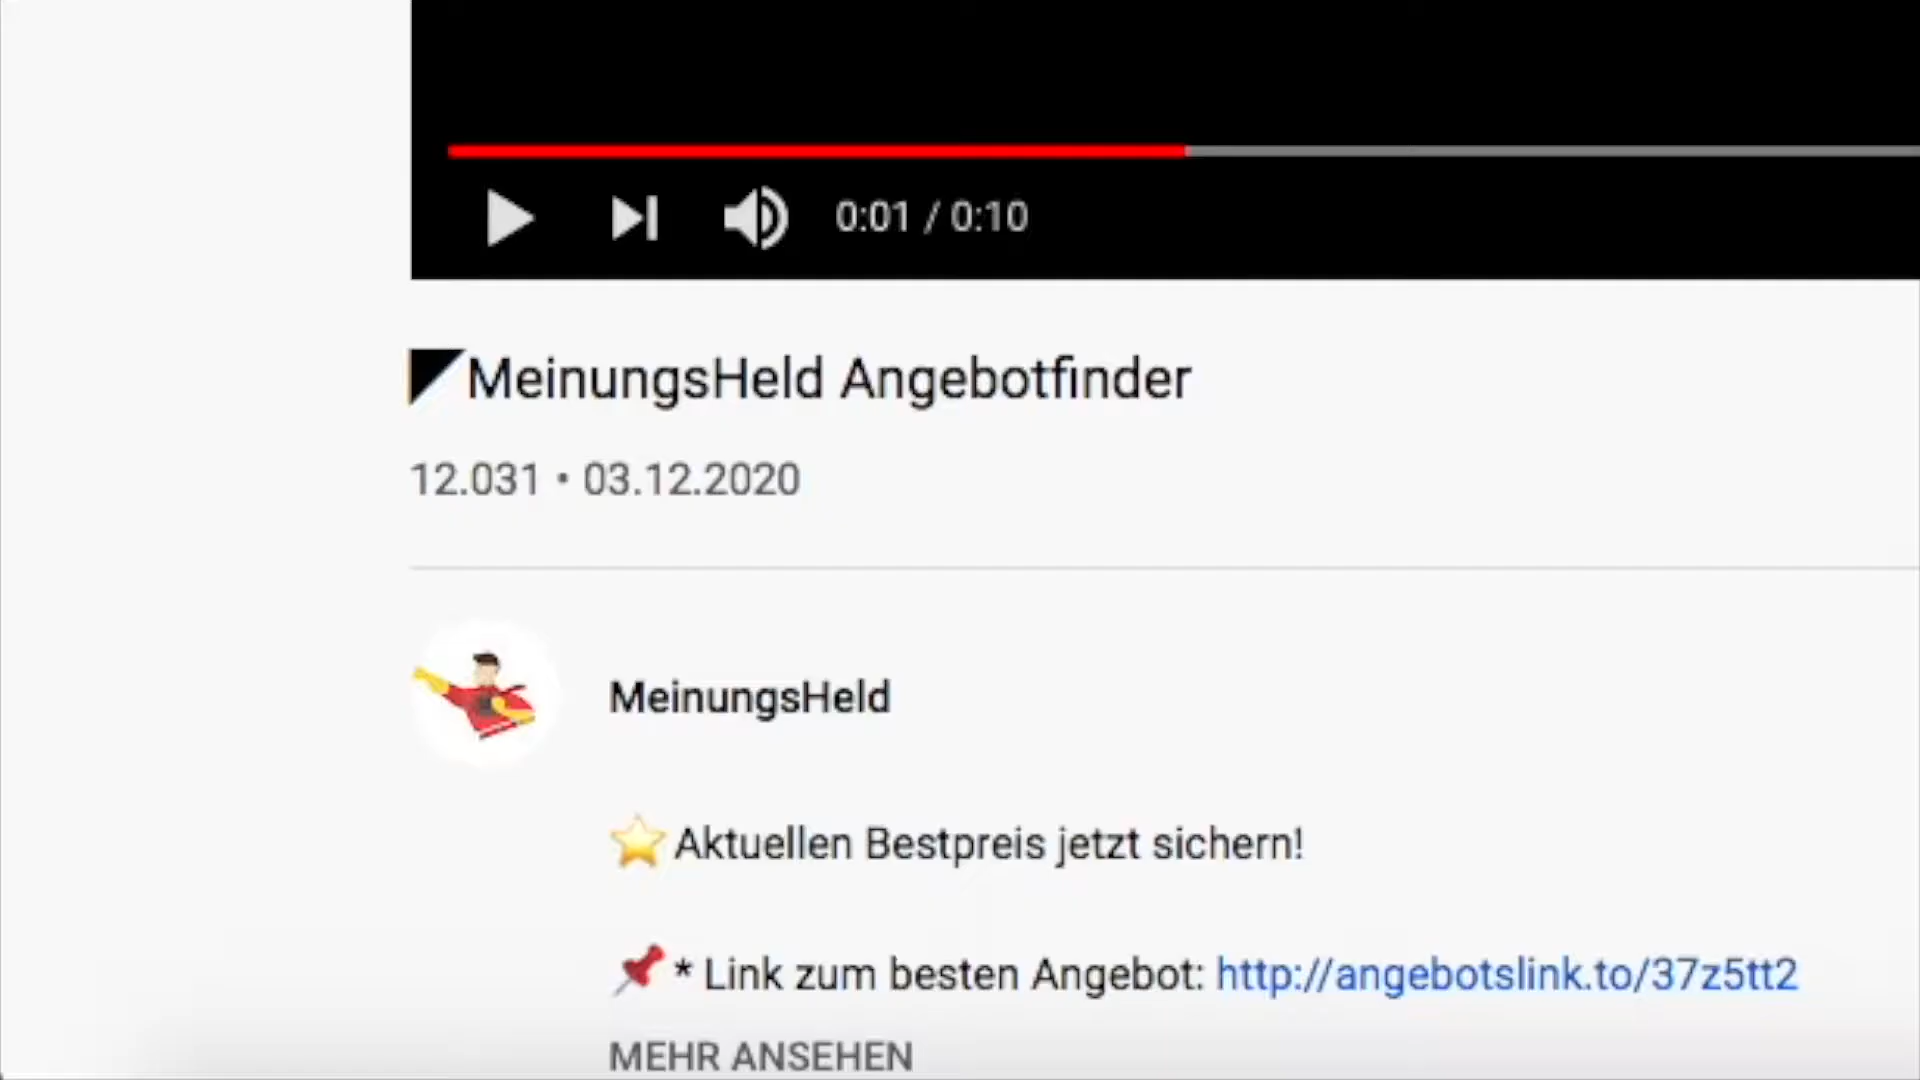 0:01 / 0:10
MeinungsHeld Angebotfinder
12.031 • 03.12.2020
MeinungsHeld
⭐Aktuellen Bestpreis jetzt sichern!
📌* Link zum besten Angebot: http://angebotslink.to/37z5tt2
MEHR ANSEHEN